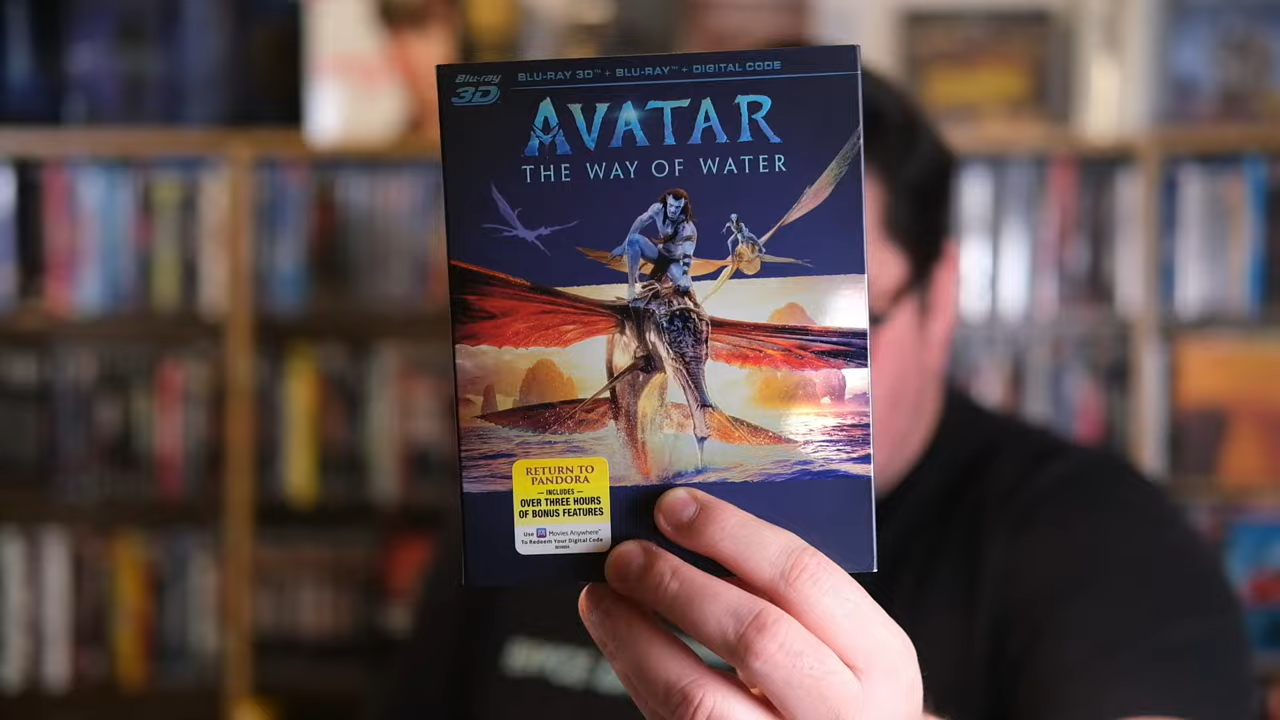 Blu-ray 3D
BLU-RAY 3D™ + BLU-RAY™ + DIGITAL CODE
AVATAR
THE WAY OF WATER
RETURN TO
PANDORA
— INCLUDES —
OVER THREE HOURS
OF BONUS FEATURES
Use Movies Anywhere™
To Redeem Your Digital Code